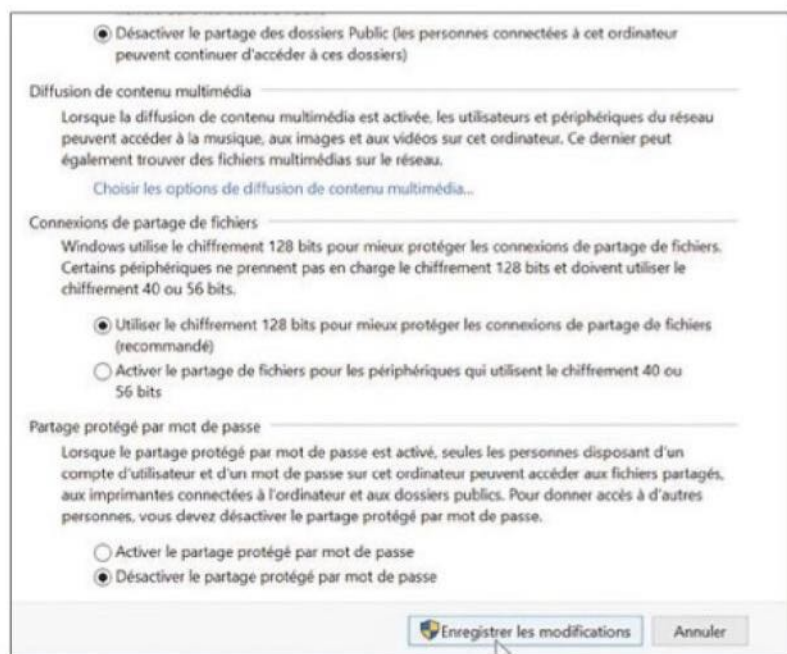 Désactiver le partage des dossiers Public (les personnes connectées à cet ordinateur
peuvent continuer d'accéder à ces dossiers)
Diffusion de contenu multimédia
Lorsque la diffusion de contenu multimédia est activée, les utilisateurs et périphériques du réseau
peuvent accéder à la musique, aux images et aux vidéos sur cet ordinateur. Ce dernier peut
également trouver des fichiers multimédias sur le réseau.
Choisir les options de diffusion de contenu multimédia...
Connexions de partage de fichiers
Windows utilise le chiffrement 128 bits pour mieux protéger les connexions de partage de fichiers.
Certains périphériques ne prennent pas en charge le chiffrement 128 bits et doivent utiliser le
chiffrement 40 ou 56 bits.
Utiliser le chiffrement 128 bits pour mieux protéger les connexions de partage de fichiers
(recommandé)
Activer le partage de fichiers pour les périphériques qui utilisent le chiffrement 40 ou
56 bits
Partage protégé par mot de passe
Lorsque le partage protégé par mot de passe est activé, seules les personnes disposant d'un
compte d'utilisateur et d'un mot de passe sur cet ordinateur peuvent accéder aux fichiers partagés,
aux imprimantes connectées à l'ordinateur et aux dossiers publics. Pour donner accès à d'autres
personnes, vous devez désactiver le partage protégé par mot de passe.
Activer le partage protégé par mot de passe
Désactiver le partage protégé par mot de passe
Enregistrer les modifications
Annuler